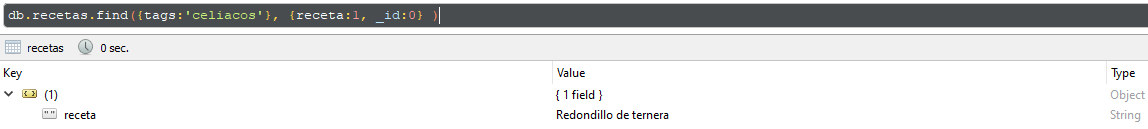 db.recetas.find({tags:'celiacos'}, {receta:1, _id:0} )
recetas 0 sec.
Key Value Type
(1) { 1 field } Object
receta Redondillo de ternera String